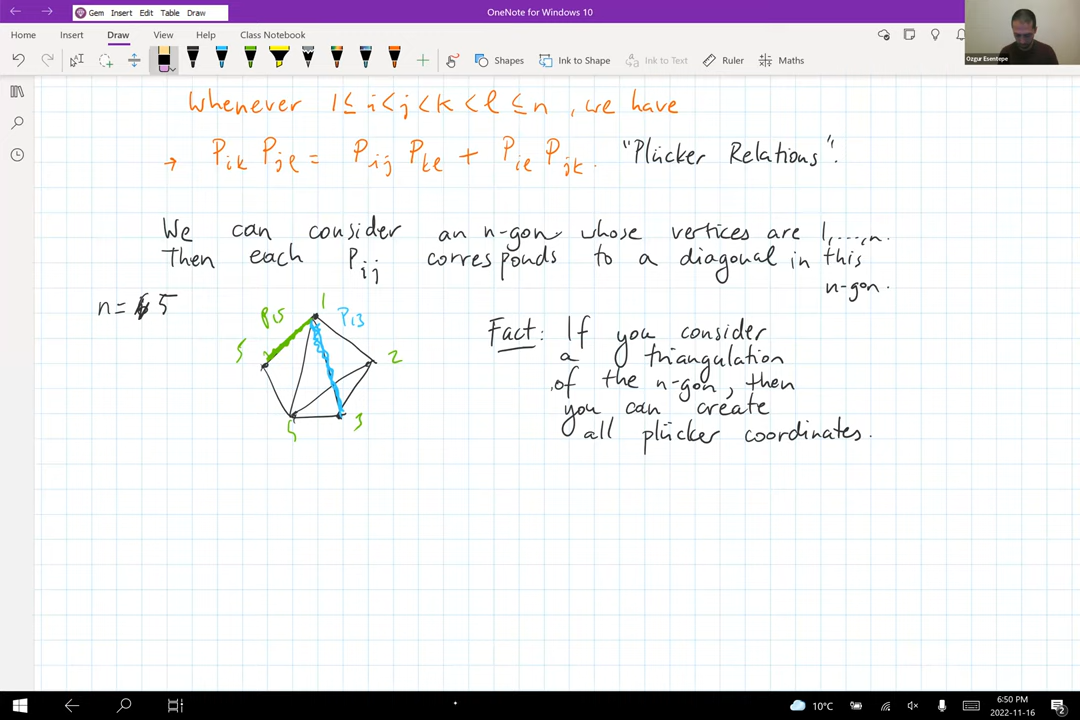 Gem Insert Edit Table Draw
OneNote for Windows 10
Home Insert Draw View Help Class Notebook
Shapes Ink to Shape Ink to Text Ruler Maths
Ozgur Esentepe
Whenever 1 ≤ i < j < k < l ≤ n, we have
→ Pik Pjl = Pij Pkl + Pil Pjk. "Plücker Relations".
We can consider an n-gon whose vertices are 1,...,n.
Then each Pij corresponds to a diagonal in this
n-gon.
n= 5
1
P15 P13
5 2
3
Fact: If you consider
a triangulation
of the n-gon, then
you can create
all plücker coordinates.
10°C
6:50 PM
2022-11-16
2